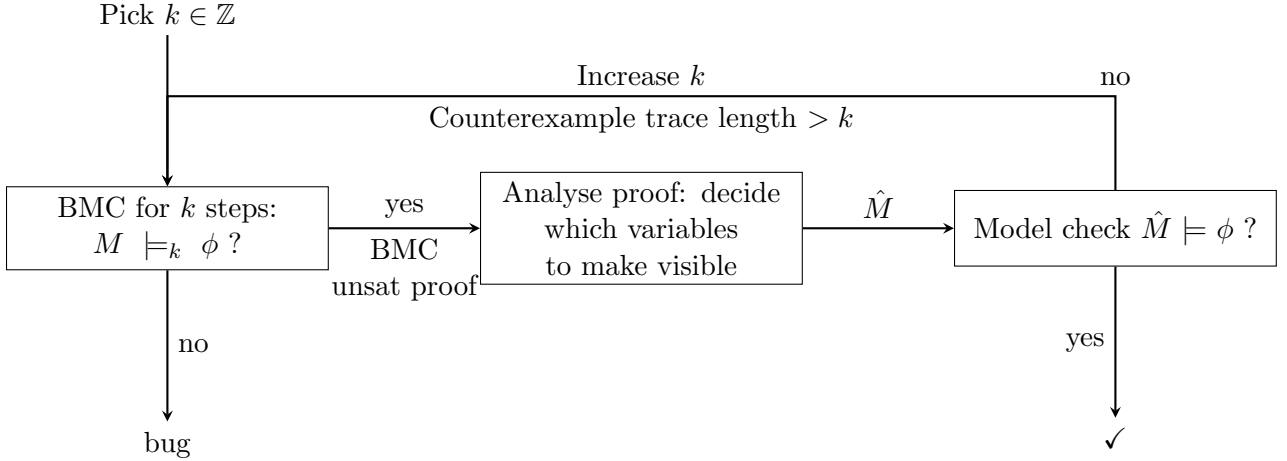 Pick k ∈ ℤ
Increase k
no
Counterexample trace length > k
BMC for k steps:
M ⊨ₖ ϕ ?
yes
BMC
unsat proof
Analyse proof: decide
which variables
to make visible
M̂
Model check M̂ ⊨ ϕ ?
no
yes
bug
✓